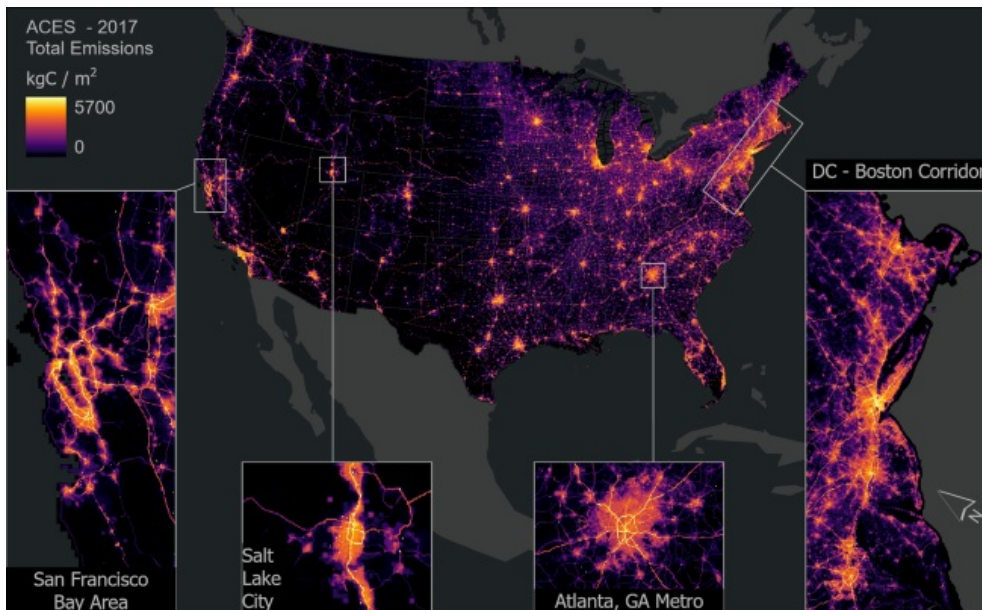 ACES - 2017
Total Emissions
kgC / m²
5700
0
DC - Boston Corridor
San Francisco
Bay Area
Salt
Lake
City
Atlanta, GA Metro
N